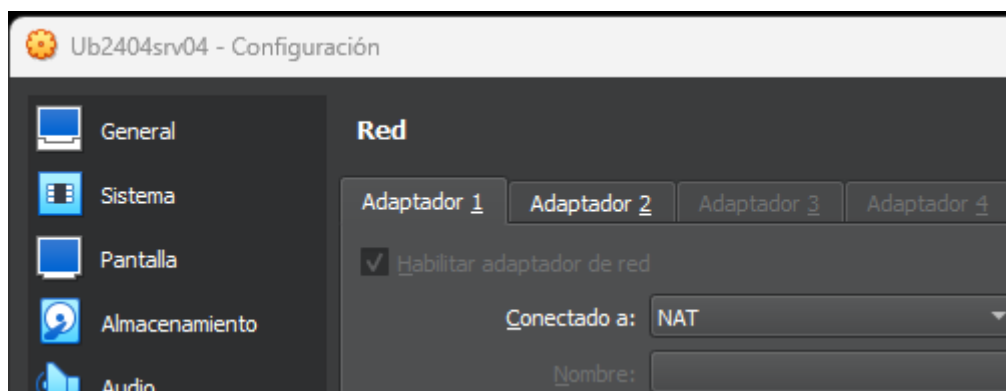 Ub2404srv04 - Configuración
General
Sistema
Pantalla
Almacenamiento
Audio
Red
Adaptador 1
Adaptador 2
Adaptador 3
Adaptador 4
Habilitar adaptador de red
Conectado a: NAT
Nombre: